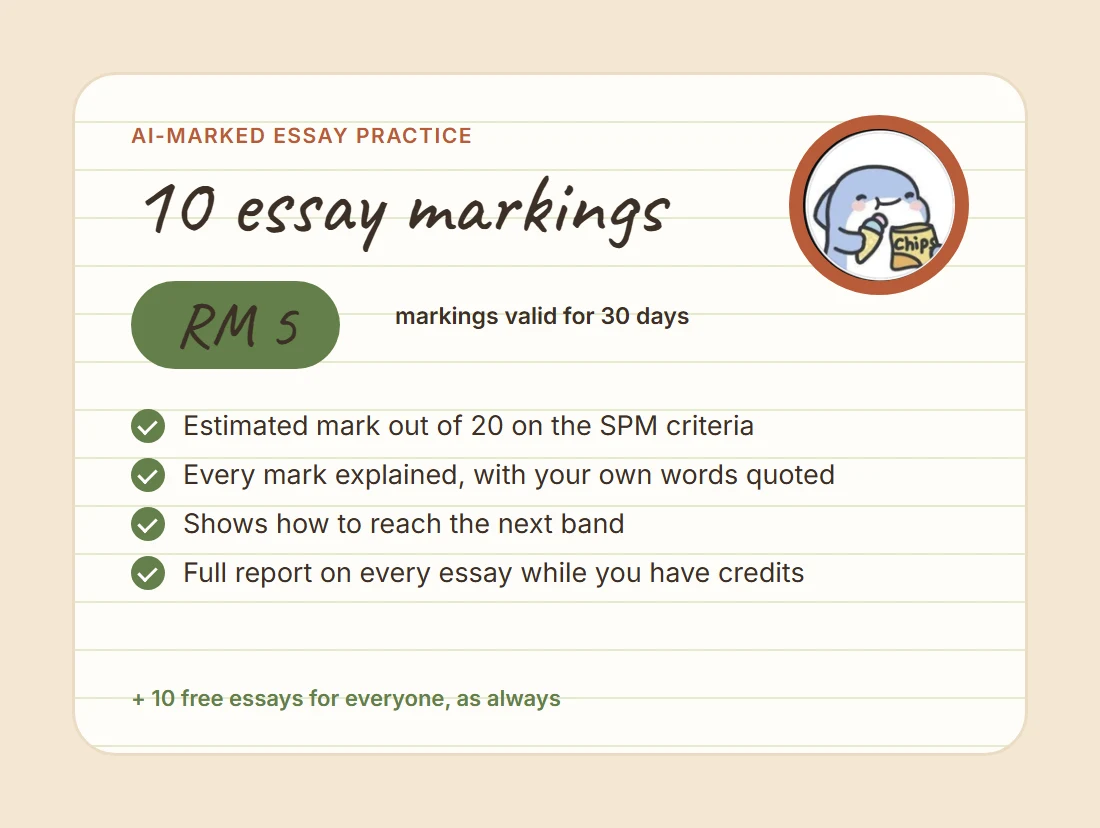 AI-MARKED ESSAY PRACTICE
10 essay markings
RM 5
markings valid for 30 days
Estimated mark out of 20 on the SPM criteria
Every mark explained, with your own words quoted
Shows how to reach the next band
Full report on every essay while you have credits
+ 10 free essays for everyone, as always
Chips